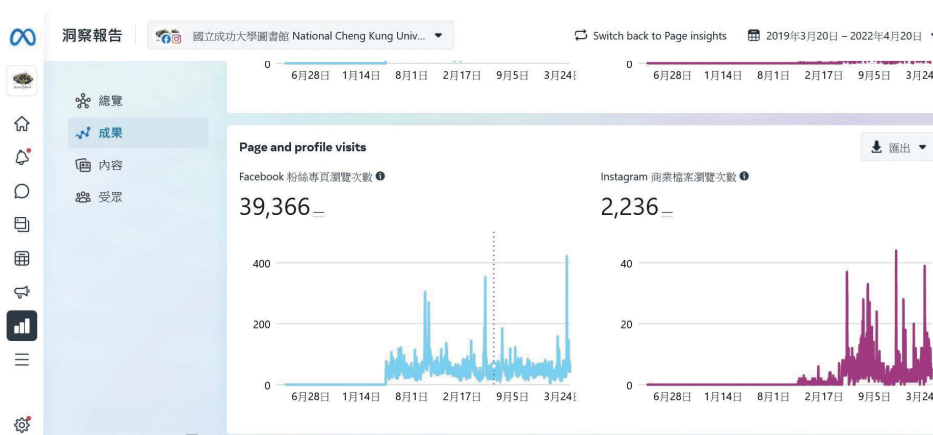 洞察報告
國立成功大學圖書館 National Cheng Kung Univ...
Switch back to Page insights
2019年3月20日 – 2022年4月20日
總覽
成果
內容
受眾
0
6月28日 1月14日 8月1日 2月17日 9月5日 3月24日
0
6月28日 1月14日 8月1日 2月17日 9月5日 3月24
Page and profile visits
匯出
Facebook 粉絲專頁瀏覽次數
39,366
400
200
0
6月28日 1月14日 8月1日 2月17日 9月5日 3月24日
Instagram 商業檔案瀏覽次數
2,236
40
20
0
6月28日 1月14日 8月1日 2月17日 9月5日 3月24